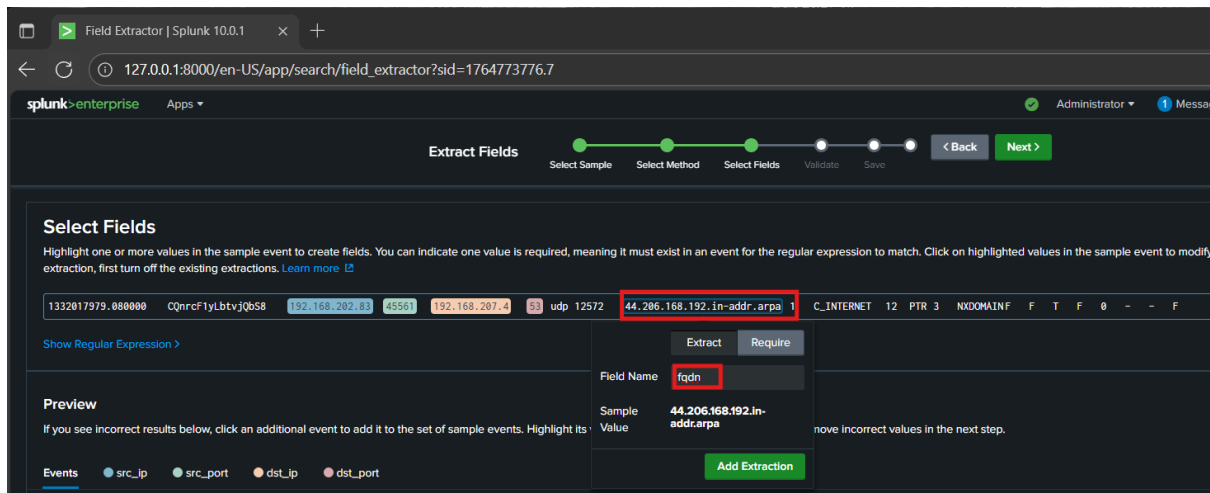 Field Extractor | Splunk 10.0.1
127.0.0.1:8000/en-US/app/search/field_extractor?sid=1764773776.7
splunk>enterprise Apps Administrator 1 Messa
Extract Fields Select Sample Select Method Select Fields Validate Save < Back Next >
Select Fields
Highlight one or more values in the sample event to create fields. You can indicate one value is required, meaning it must exist in an event for the regular expression to match. Click on highlighted values in the sample event to modify
extraction, first turn off the existing extractions. Learn more
1332017979.080000 CQnrcF1yLbtvjQbS8 192.168.202.83 45561 192.168.207.4 53 udp 12572 44.206.168.192.in-addr.arpa 1 C_INTERNET 12 PTR 3 NXDOMAIN F F T F 0 - - F
Show Regular Expression >
Extract Require
Field Name fqdn
Sample Value 44.206.168.192.in-addr.arpa
Add Extraction
Preview
If you see incorrect results below, click an additional event to add it to the set of sample events. Highlight its move incorrect values in the next step.
Events src_ip src_port dst_ip dst_port